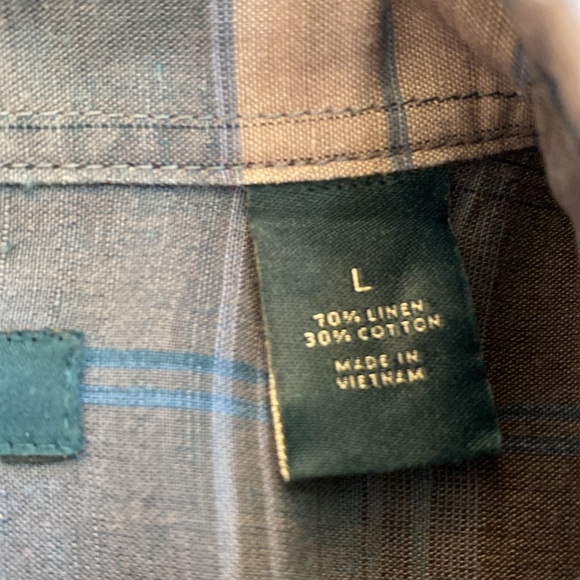 L
70% LINEN
30% COTTON
MADE IN
VIETNAM